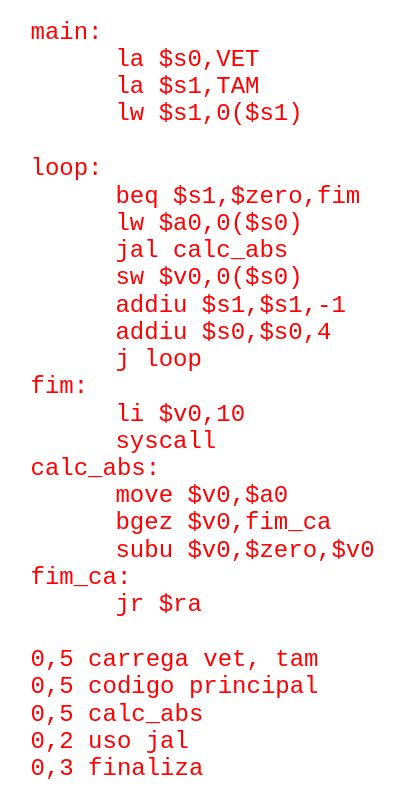 main:
la $s0,VET
la $s1,TAM
lw $s1,0($s1)
loop:
beq $s1,$zero,fim
lw $a0,0($s0)
jal calc_abs
sw $v0,0($s0)
addiu $s1,$s1,-1
addiu $s0,$s0,4
j loop
fim:
li $v0,10
syscall
calc_abs:
move $v0,$a0
bgez $v0,fim_ca
subu $v0,$zero,$v0
fim_ca:
jr $ra
0,5 carrega vet, tam
0,5 codigo principal
0,5 calc_abs
0,2 uso jal
0,3 finaliza